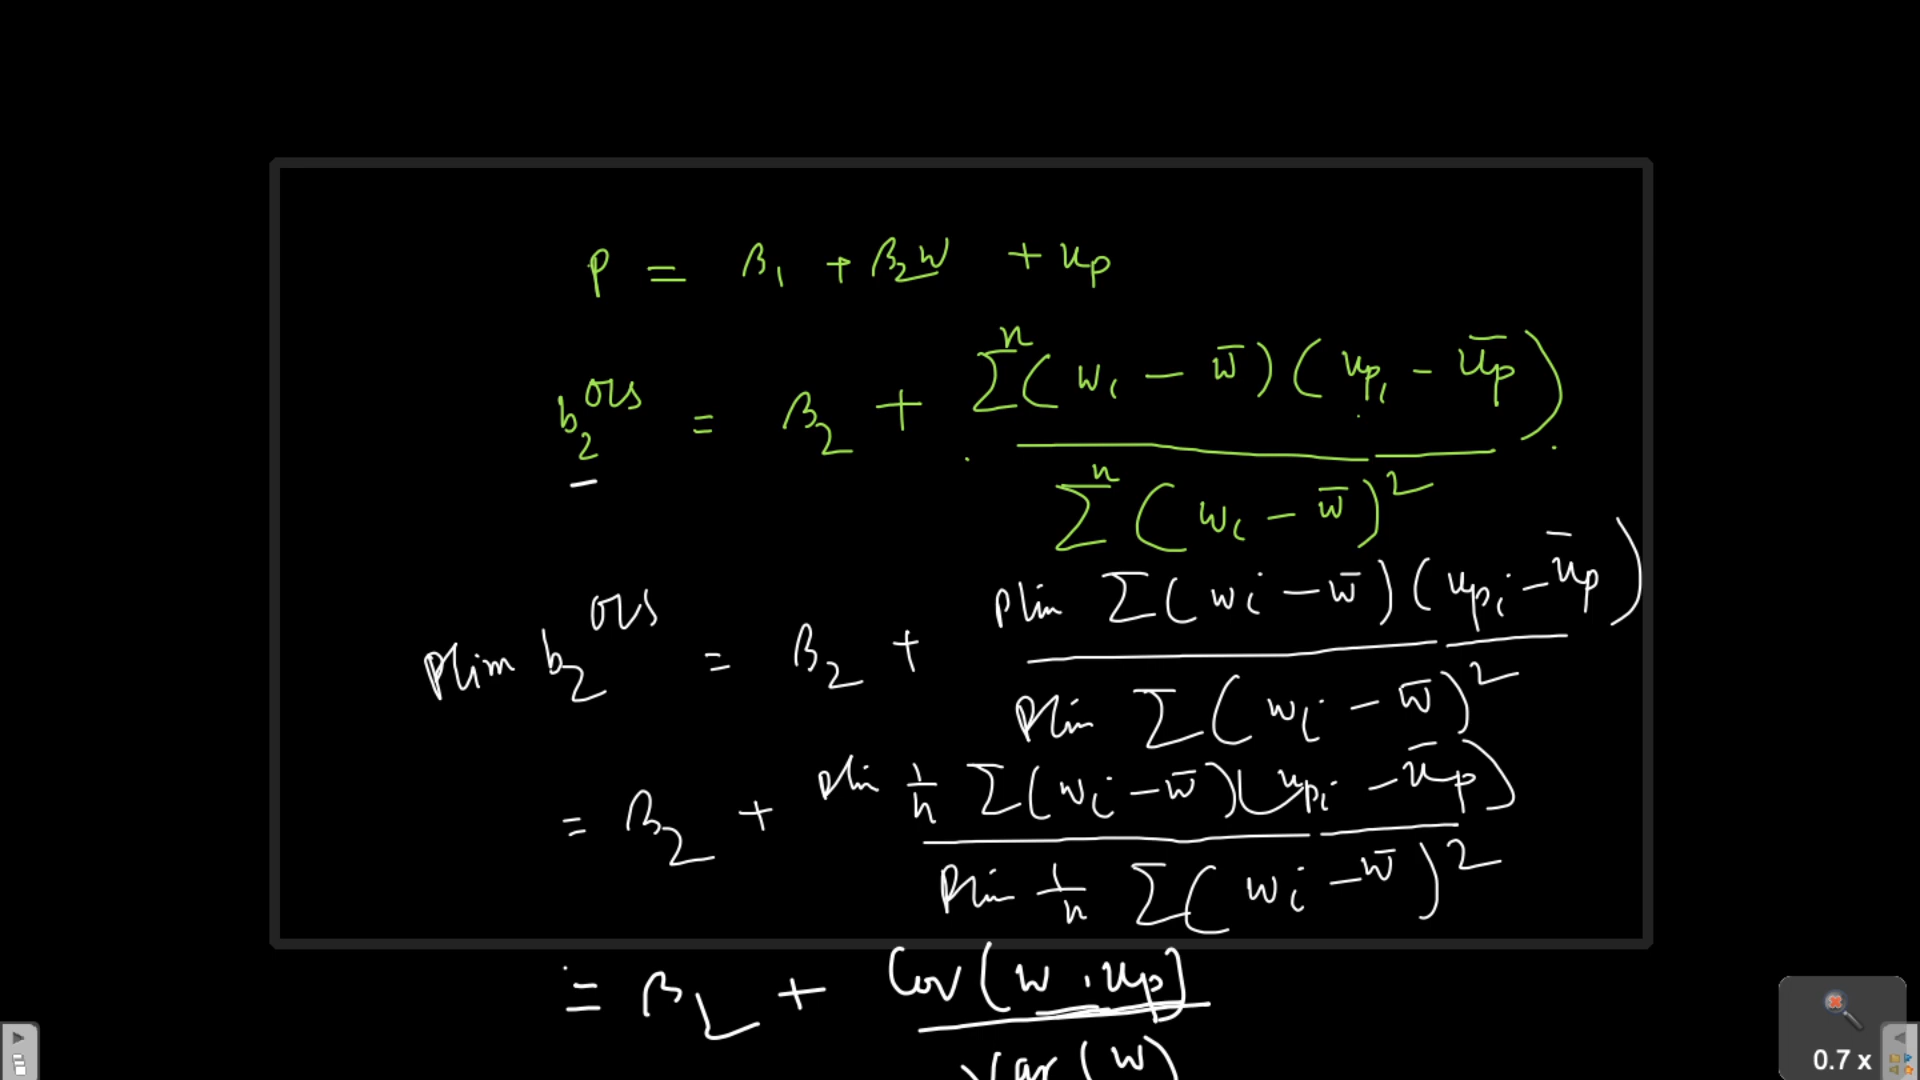 p = β₁ + β₂w + u_p
b₂^OLS = β₂ + Σⁿ(wᵢ − w̄)(u_pᵢ − ū_p) / Σⁿ(wᵢ − w̄)²
Plim b₂^OLS = β₂ + Plim Σ(wᵢ − w̄)(u_pᵢ − ū_p) / Plim Σ(wᵢ − w̄)²
= β₂ + Plim 1/n Σ(wᵢ − w̄)(u_pᵢ − ū_p) / Plim 1/n Σ(wᵢ − w̄)²
= β₂ + Cov(w, u_p) / Var(w)
0.7 x